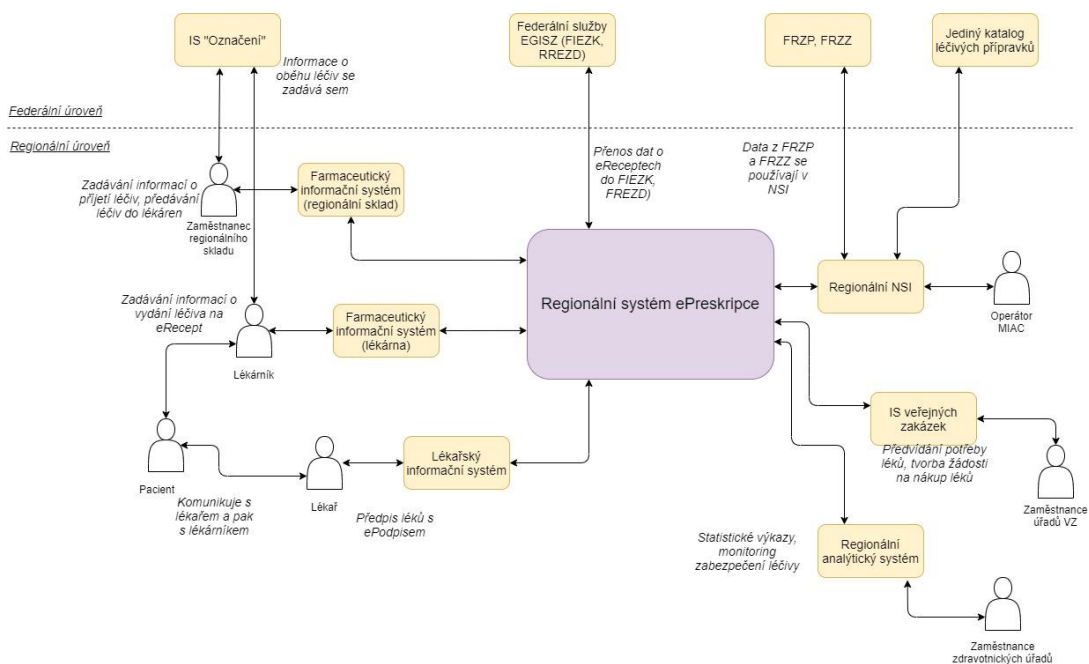 IS "Označení"
Federální služby
EGISZ (FIEZK,
RREZD)
FRZP, FRZZ
Jediný katalog
léčivých přípravků
Informace o
oběhu léčiv se
zadává sem
Federální úroveň
Regionální úroveň
Přenos dat o
eReceptech
do FIEZK,
FREZD)
Data z FRZP
a FRZZ se
používají v
NSI
Zadávání informací o
příjetí léčiv, předávání
léčiv do lékáren
Zaměstnanec
regionálního
skladu
Farmaceutický
informační systém
(regionální sklad)
Regionální systém ePreskripce
Regionální NSI
Operátor
MIAC
Zadávání informací o
vydání léčiva na
eRecept
Lékárník
Farmaceutický
informační systém
(lékárna)
IS veřejných
zakázek
Předvídání potřeby
léků, tvorba žádosti
na nákup léků
Zaměstnance
úřadů VZ
Pacient
Komunikuje s
lékařem a pak
s lékárníkem
Lékař
Lékařský
informační systém
Předpis léků s
ePodpisem
Statistické výkazy,
monitoring
zabezpečení léčivy
Regionální
analýtický systém
Zaměstnance
zdravotnických úřadů